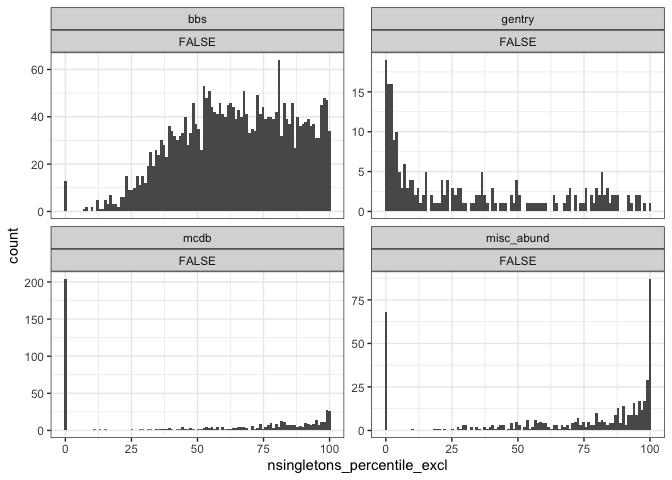 bbs
FALSE
60
40
20
0
gentry
FALSE
15
10
5
0
mcdb
FALSE
200
150
100
50
0
0 25 50 75 100
misc_abund
FALSE
75
50
25
0
0 25 50 75 100
count
nsingletons_percentile_excl